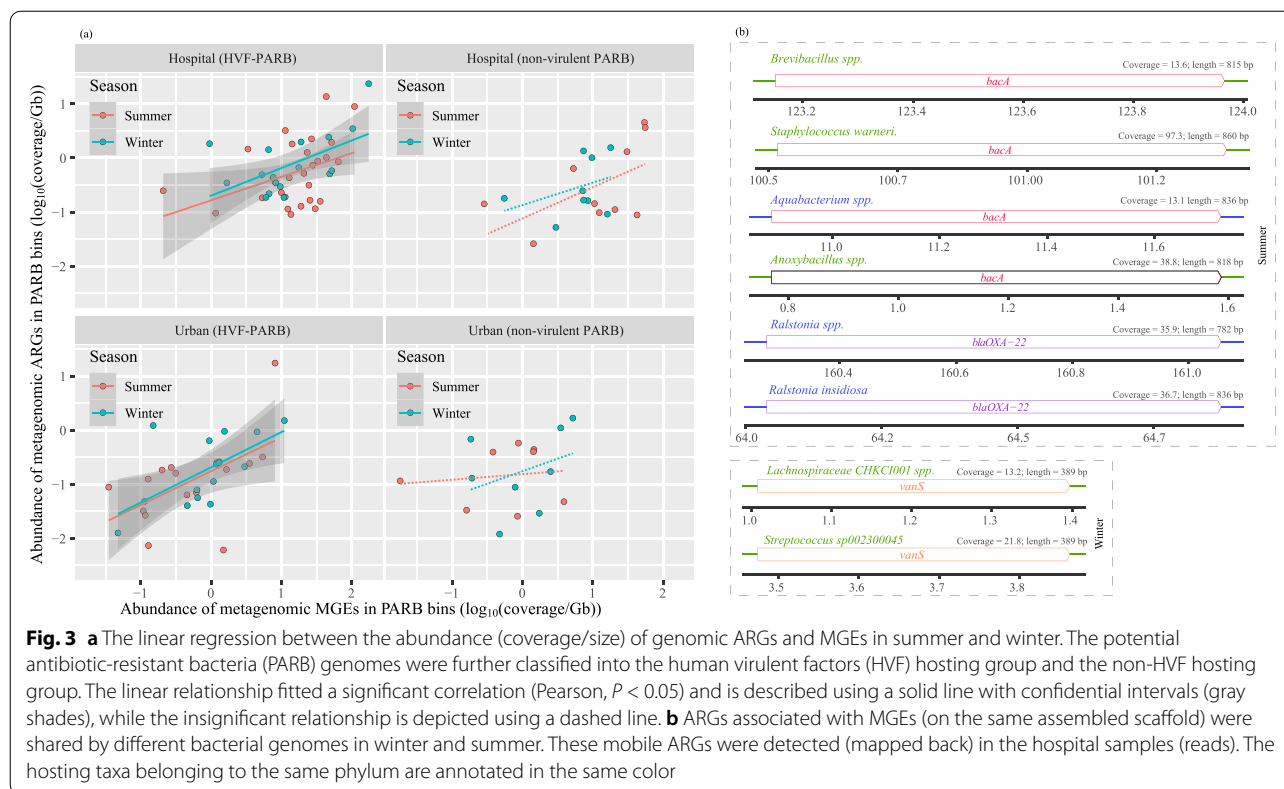 (a)
Hospital (HVF-PARB)
Hospital (non-virulent PARB)
Season
Summer
Winter
Season
Summer
Winter
1
0
−1
−2
Urban (HVF-PARB)
Urban (non-virulent PARB)
Season
Summer
Winter
Season
Summer
Winter
1
0
−1
−2
−1 0 1 2
−1 0 1 2
Abundance of metagenomic ARGs in PARB bins (log10(coverage/Gb))
Abundance of metagenomic MGEs in PARB bins (log10(coverage/Gb))
(b)
Brevibacillus spp.
Coverage = 13.6; length = 815 bp
bacA
123.2 123.4 123.6 123.8 124.0
Staphylococcus warneri.
Coverage = 97.3; length = 860 bp
bacA
100.5 100.7 101.00 101.2
Aquabacterium spp.
Coverage = 13.1; length = 836 bp
bacA
11.0 11.2 11.4 11.6
Anoxybacillus spp.
Coverage = 38.8; length = 818 bp
bacA
0.8 1.0 1.2 1.4 1.6
Ralstonia spp.
Coverage = 35.9; length = 782 bp
blaOXA−22
160.4 160.6 160.8 161.0
Ralstonia insidiosa
Coverage = 36.7; length = 836 bp
blaOXA−22
64.0 64.2 64.5 64.7
Summer
Lachnospiraceae CHKCI001 spp.
Coverage = 13.2; length = 389 bp
vanS
1.0 1.1 1.2 1.3 1.4
Streptococcus sp002300045
Coverage = 21.8; length = 389 bp
vanS
3.5 3.6 3.7 3.8
Winter
Fig. 3 a The linear regression between the abundance (coverage/size) of genomic ARGs and MGEs in summer and winter. The potential
antibiotic-resistant bacteria (PARB) genomes were further classified into the human virulent factors (HVF) hosting group and the non-HVF hosting
group. The linear relationship fitted a significant correlation (Pearson, P < 0.05) and is described using a solid line with confidential intervals (gray
shades), while the insignificant relationship is depicted using a dashed line. b ARGs associated with MGEs (on the same assembled scaffold) were
shared by different bacterial genomes in winter and summer. These mobile ARGs were detected (mapped back) in the hospital samples (reads). The
hosting taxa belonging to the same phylum are annotated in the same color